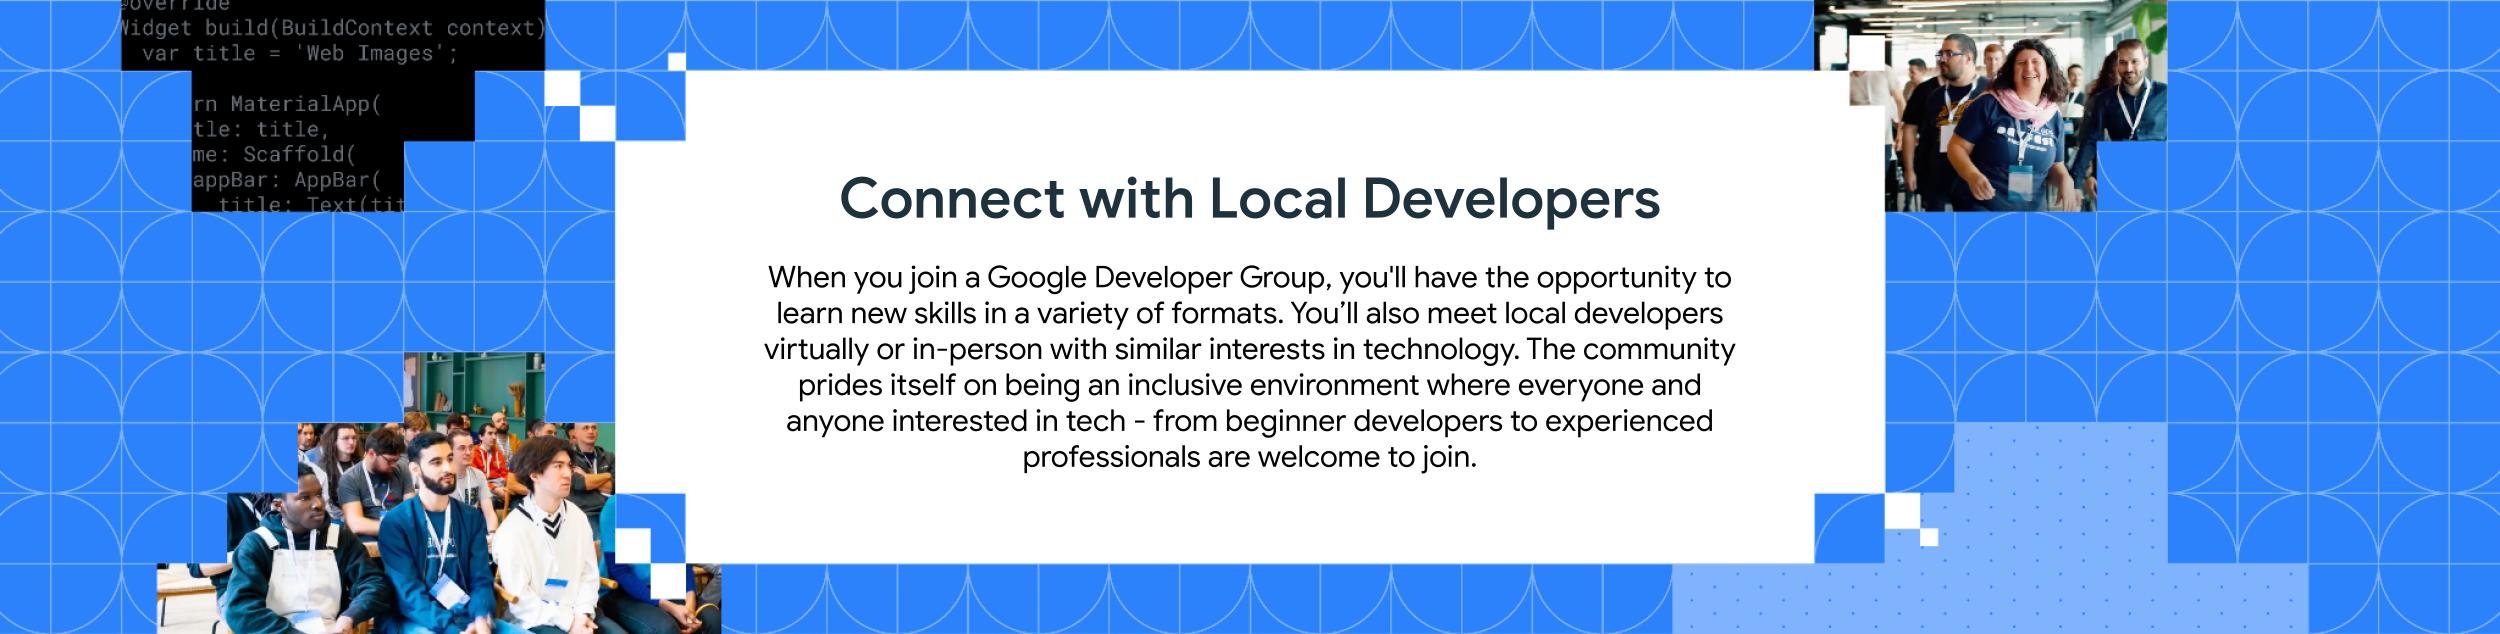 Widget build(BuildContext context)
var title = 'Web Images';
rn MaterialApp(
tle: title,
me: Scaffold(
appBar: AppBar(
title: Text(tit
Connect with Local Developers
When you join a Google Developer Group, you'll have the opportunity to
learn new skills in a variety of formats. You’ll also meet local developers
virtually or in-person with similar interests in technology. The community
prides itself on being an inclusive environment where everyone and
anyone interested in tech - from beginner developers to experienced
professionals are welcome to join.